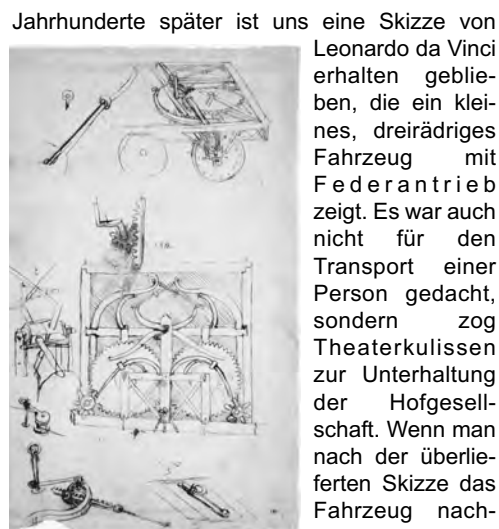 Jahrhunderte später ist uns eine Skizze von
Leonardo da Vinci
erhalten geblie-
ben, die ein klei-
nes, dreirädriges
Fahrzeug mit
Federantrieb
zeigt. Es war auch
nicht für den
Transport einer
Person gedacht,
sondern zog
Theaterkulissen
zur Unterhaltung
der Hofgesell-
schaft. Wenn man
nach der überlie-
ferten Skizze das
Fahrzeug nach-